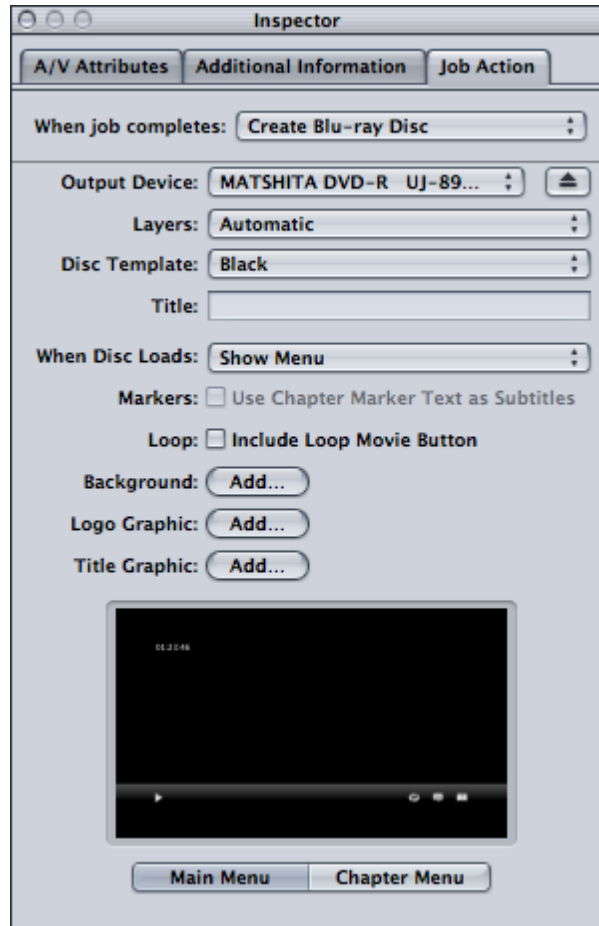 Inspector
A/V Attributes Additional Information Job Action
When job completes: Create Blu-ray Disc
Output Device: MATSHITA DVD-R UJ-89...
Layers: Automatic
Disc Template: Black
Title:
When Disc Loads: Show Menu
Markers: Use Chapter Marker Text as Subtitles
Loop: Include Loop Movie Button
Background: Add...
Logo Graphic: Add...
Title Graphic: Add...
Main Menu Chapter Menu